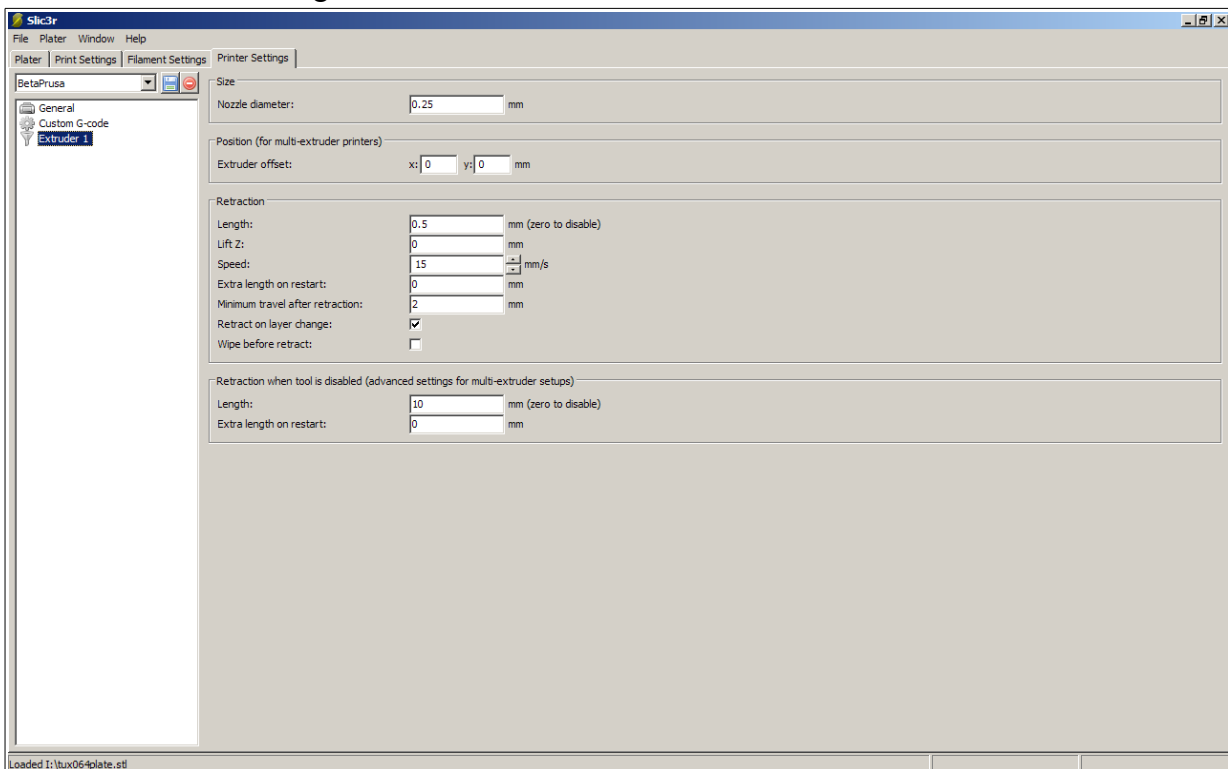 Slic3r
File Plater Window Help
Plater Print Settings Filament Settings Printer Settings
BetaPrusa
General
Custom G-code
Extruder 1
Size
Nozzle diameter: 0.25 mm
Position (for multi-extruder printers)
Extruder offset: x: 0 y: 0 mm
Retraction
Length: 0.5 mm (zero to disable)
Lift Z: 0 mm
Speed: 15 mm/s
Extra length on restart: 0 mm
Minimum travel after retraction: 2 mm
Retract on layer change:
Wipe before retract:
Retraction when tool is disabled (advanced settings for multi-extruder setups)
Length: 10 mm (zero to disable)
Extra length on restart: 0 mm
Loaded I:\tux064plate.stl